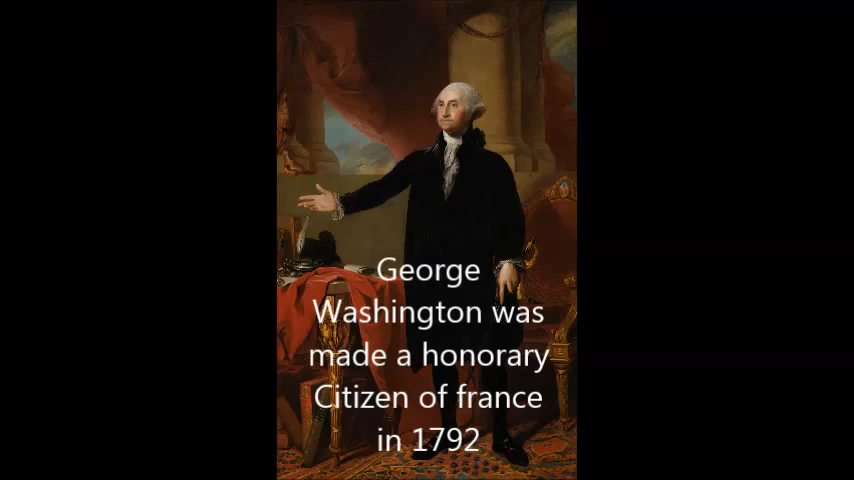 George
Washington was
made a honorary
Citizen of france
in 1792